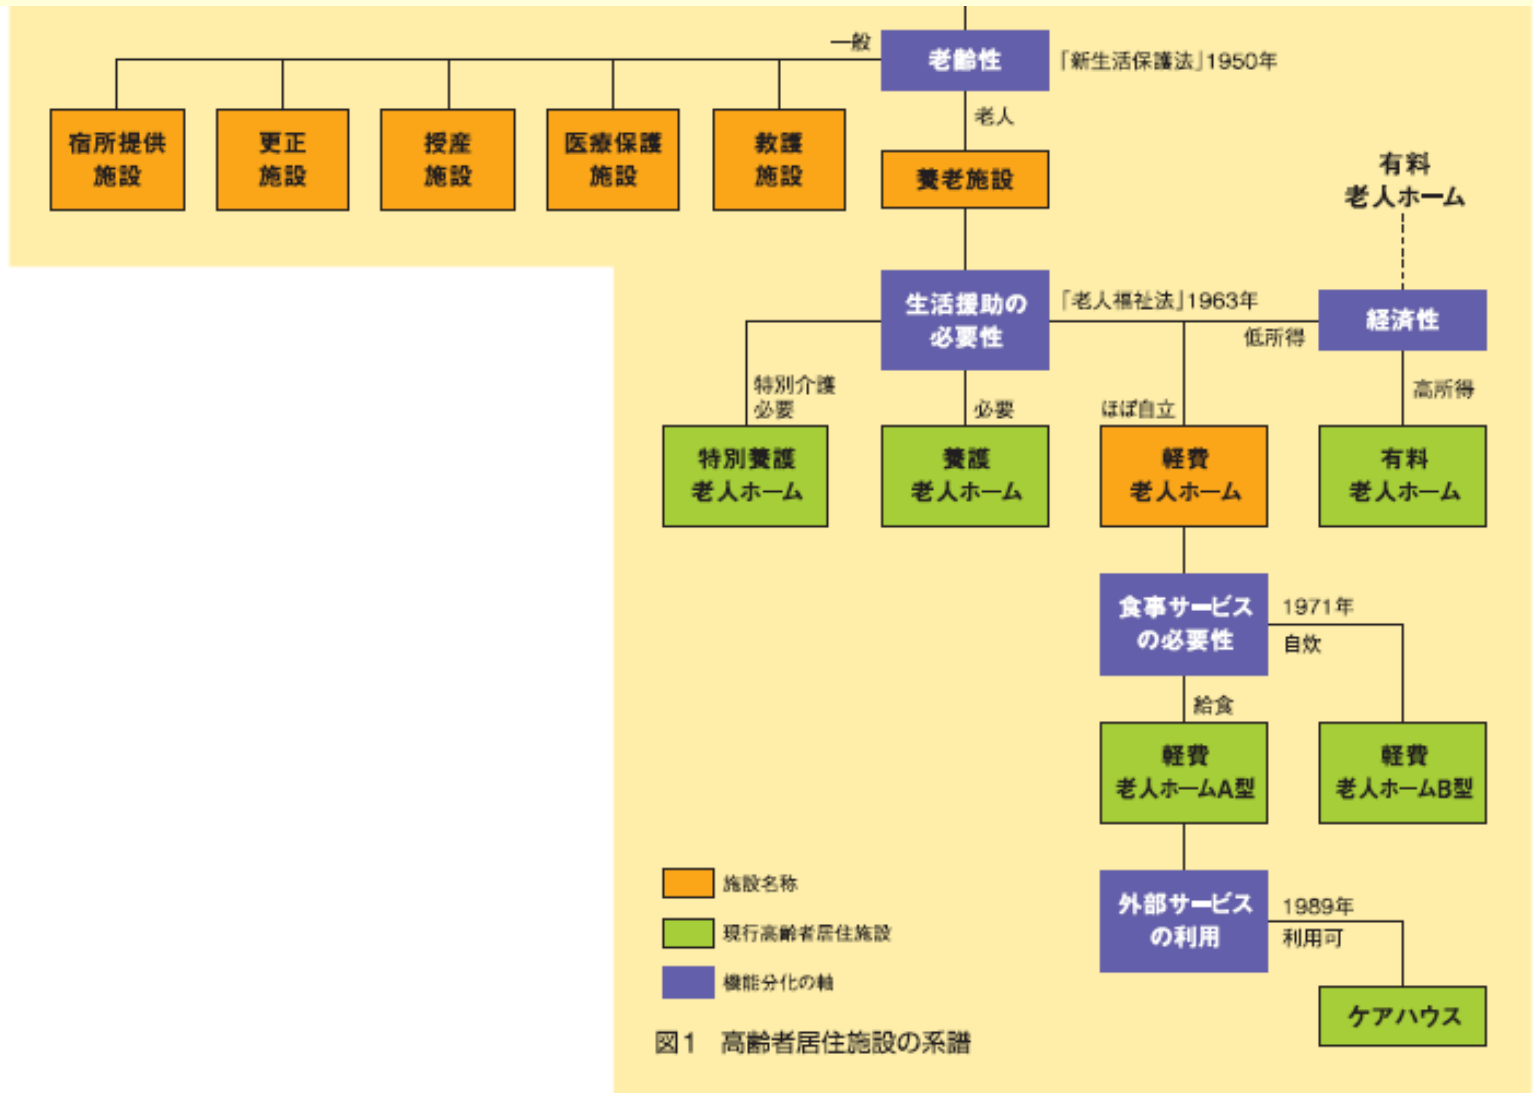 一般
老齢性
「新生活保護法」1950年
老人
宿所提供
施設
更正
施設
授産
施設
医療保護
施設
救護
施設
養老施設
有料
老人ホーム
生活援助の
必要性
「老人福祉法」1963年
低所得
経済性
特別介護
必要
必要
ほぼ自立
高所得
特別養護
老人ホーム
養護
老人ホーム
軽費
老人ホーム
有料
老人ホーム
食事サービス
の必要性
1971年
自炊
給食
軽費
老人ホームA型
軽費
老人ホームB型
施設名称
現行高齢者居住施設
機能分化の軸
外部サービス
の利用
1989年
利用可
ケアハウス
図1 高齢者居住施設の系譜